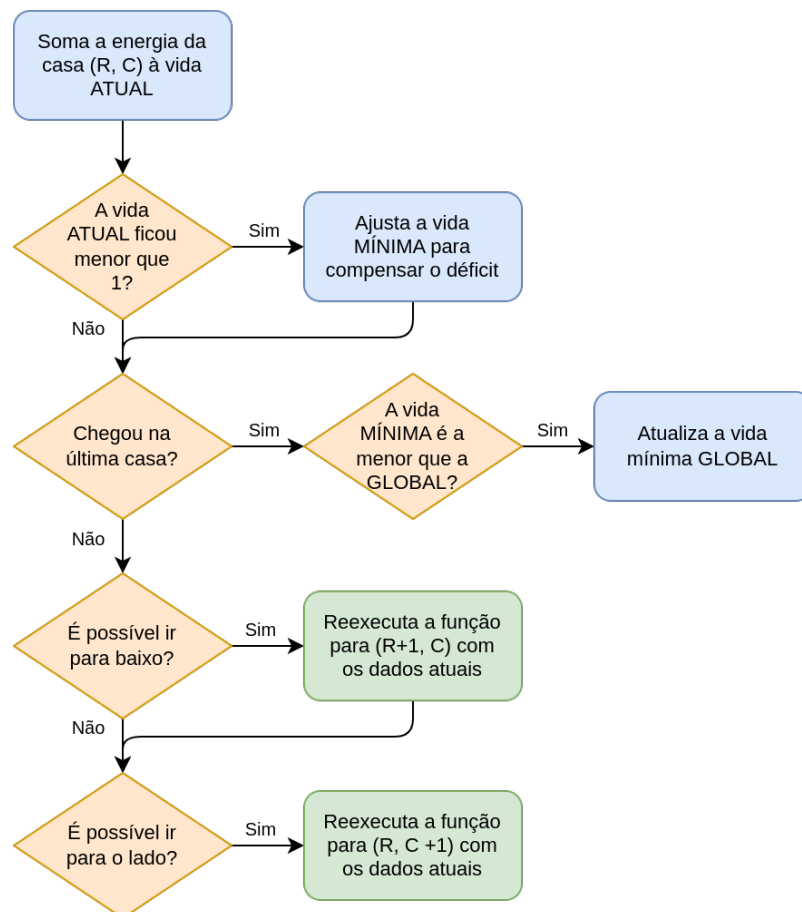 Soma a energia da
casa (R, C) à vida
ATUAL
A vida
ATUAL ficou
menor que
1?
Sim
Ajusta a vida
MÍNIMA para
compensar o déficit
Não
Chegou na
última casa?
Sim
A vida
MÍNIMA é a
menor que a
GLOBAL?
Sim
Atualiza a vida
mínima GLOBAL
Não
É possível ir
para baixo?
Sim
Reexecuta a função
para (R+1, C) com
os dados atuais
Não
É possível ir
para o lado?
Sim
Reexecuta a função
para (R, C +1) com
os dados atuais